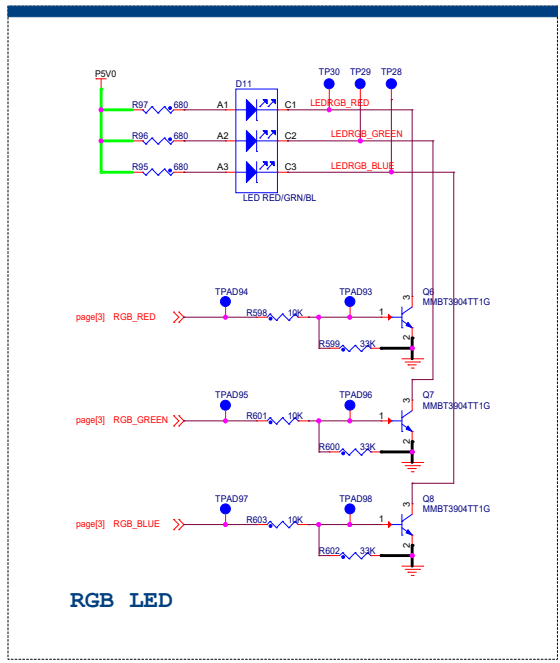 P5V0
D11
TP30 TP29 TP28
R97 680 A1 C1 LEDRGB_RED
R96 680 A2 C2 LEDRGB_GREEN
R95 680 A3 C3 LEDRGB_BLUE
LED RED/GRN/BL
TPAD94 TPAD93 Q6
MMBT3904TT1G
page[3] RGB_RED R598 10K 1 3
R599 33K 2
TPAD95 TPAD96 Q7
MMBT3904TT1G
page[3] RGB_GREEN R601 10K 1 3
R600 33K 2
TPAD97 TPAD98 Q8
MMBT3904TT1G
page[3] RGB_BLUE R603 10K 1 3
R602 33K 2
RGB LED